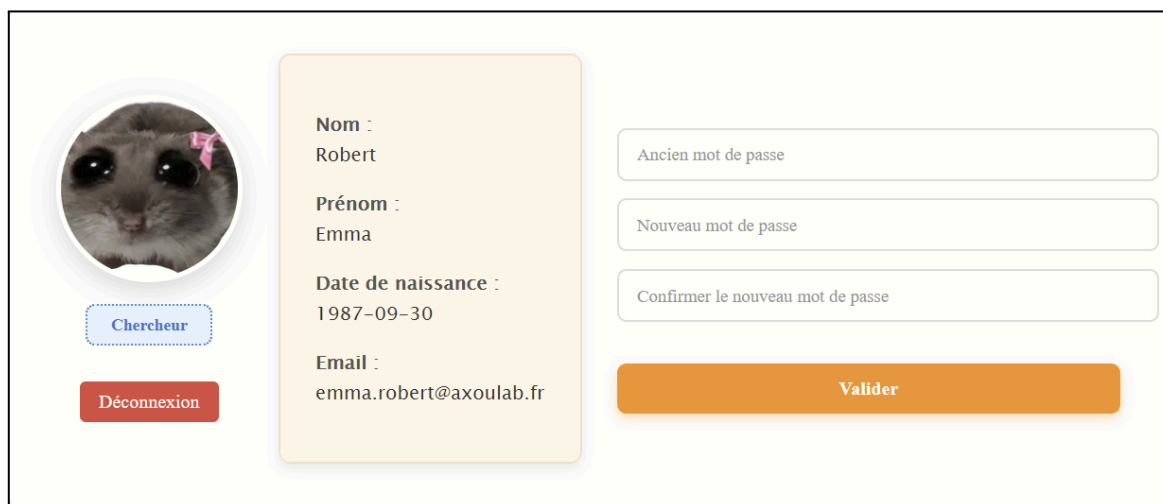 Chercheur
Déconnexion
Nom :
Robert
Prénom :
Emma
Date de naissance :
1987-09-30
Email :
emma.robert@axoulab.fr
Ancien mot de passe
Nouveau mot de passe
Confirmer le nouveau mot de passe
Valider